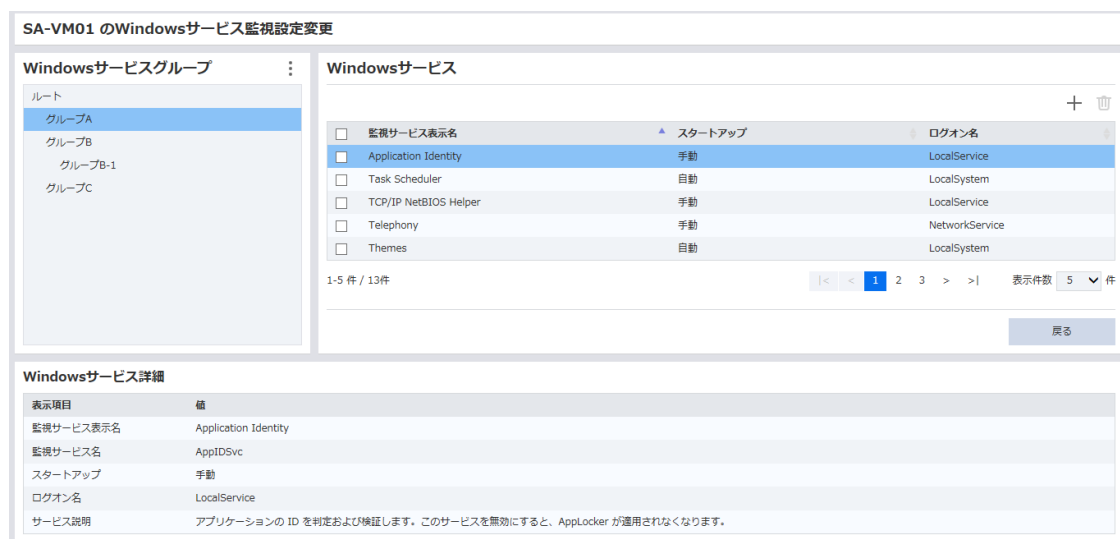 SA-VM01 のWindowsサービス監視設定変更
Windowsサービスグループ
ルート
グループA
グループB
グループB-1
グループC
Windowsサービス
監視サービス表示名 スタートアップ ログオン名
Application Identity 手動 LocalService
Task Scheduler 自動 LocalSystem
TCP/IP NetBIOS Helper 手動 LocalService
Telephony 手動 NetworkService
Themes 自動 LocalSystem
1-5 件 / 13件 |< < 1 2 3 > >| 表示件数 5 件
戻る
Windowsサービス詳細
表示項目 値
監視サービス表示名 Application Identity
監視サービス名 AppIDSvc
スタートアップ 手動
ログオン名 LocalService
サービス説明 アプリケーションの ID を判定および検証します。このサービスを無効にすると、AppLocker が適用されなくなります。